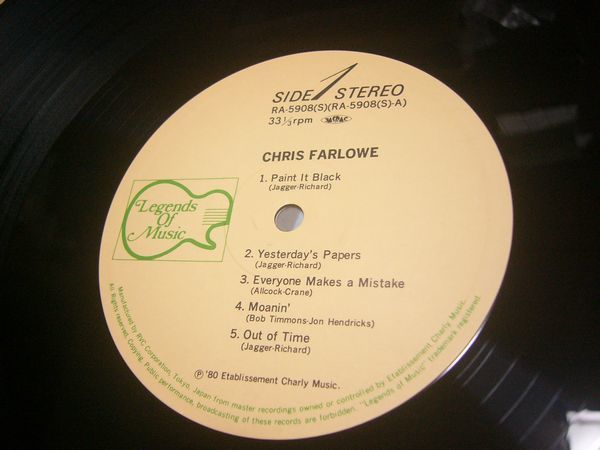 SIDE 1 STEREO
RA-5908(S)(RA-5908(S)-A)
33 1/3 rpm
CHRIS FARLOWE
1. Paint It Black
(Jagger-Richard)
Legends
Of
Music
2. Yesterday's Papers
(Jagger-Richard)
3. Everyone Makes a Mistake
(Allcock-Crane)
4. Moanin'
(Bob Timmons-Jon Hendricks)
5. Out of Time
(Jagger-Richard)
℗ '80 Etablissement Charly Music.
Manufactured by RVC Corporation, Tokyo, Japan from master recordings owned or controlled by Etablissement Charly Music.
All Rights reserved. Copying, Public performance, broadcasting of these records are forbidden. "Legends of Music" trademark registered.